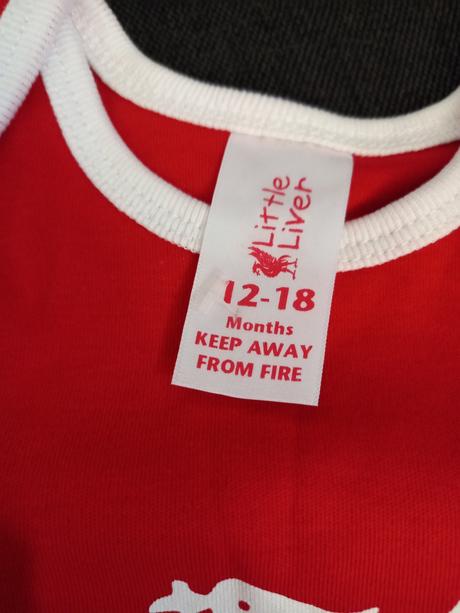 Little
Liver
12-18
Months
KEEP AWAY
FROM FIRE